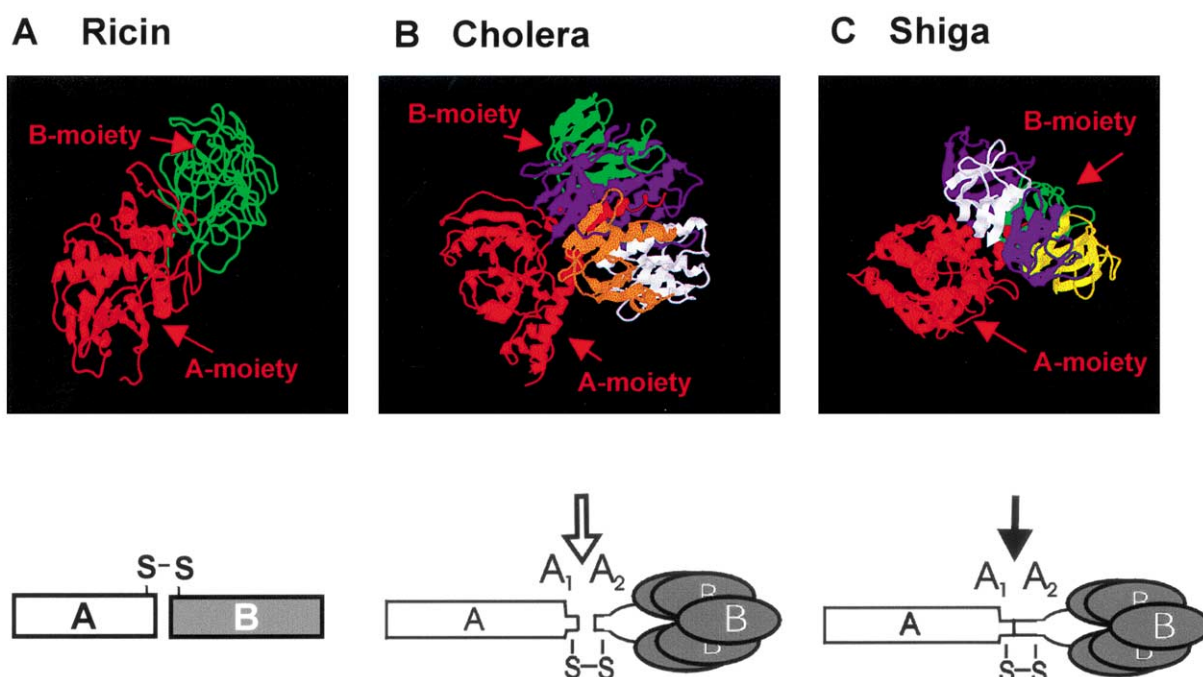 A Ricin
B Cholera
C Shiga
B-moiety
A-moiety
B-moiety
A-moiety
B-moiety
A-moiety
S-S
A B
A₁ A₂
A
B
B
B
S-S
A₁ A₂
A
B
B
B
S-S